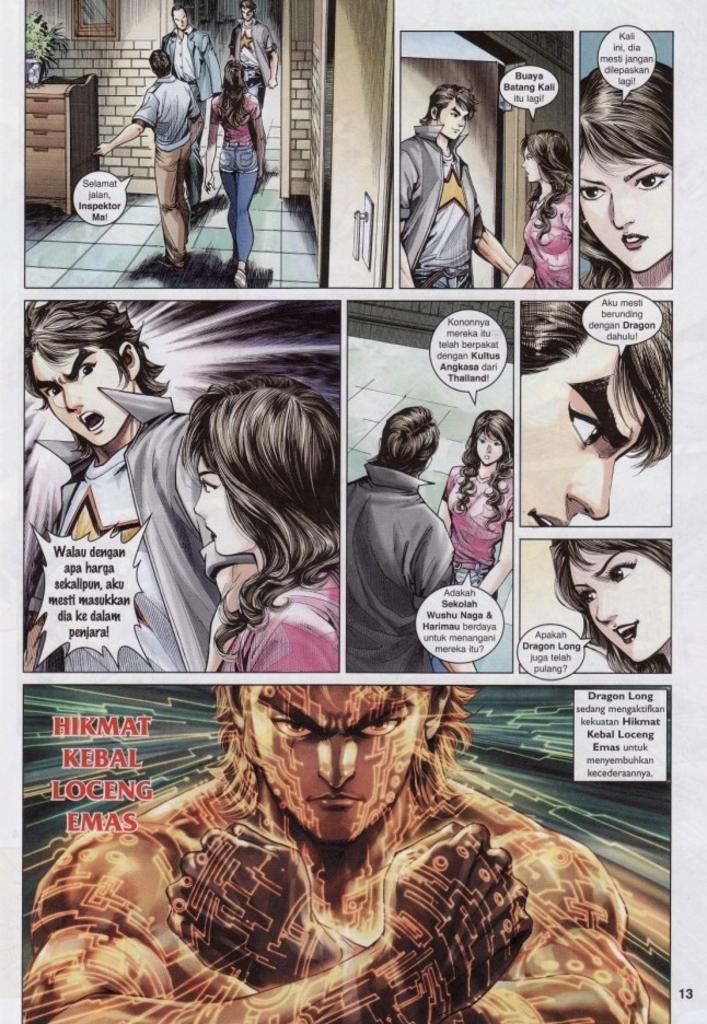 Selamat
jalan,
Inspektor
Ma!
Buaya
Batang Kali
itu lagi!
Kali
ini, dia
mesti jangan
dilepaskan
lagi!
Walau dengan
apa harga
sekalipun, aku
mesti masukkan
dia ke dalam
penjara!
Kononnya
mereka itu
telah berpakat
dengan Kultus
Angkasa dari
Thailand!
Adakah
Sekolah
Wushu Naga &
Harimau berdaya
untuk menangani
mereka itu?
Aku mesti
berunding
dengan Dragon
dahulu!
Apakah
Dragon Long
juga telah
pulang?
HIKMAT
KEBAL
LOCENG
EMAS
Dragon Long
sedang mengaktifkan
kekuatan Hikmat
Kebal Loceng
Emas untuk
menyembuhkan
kecederaannya.
13